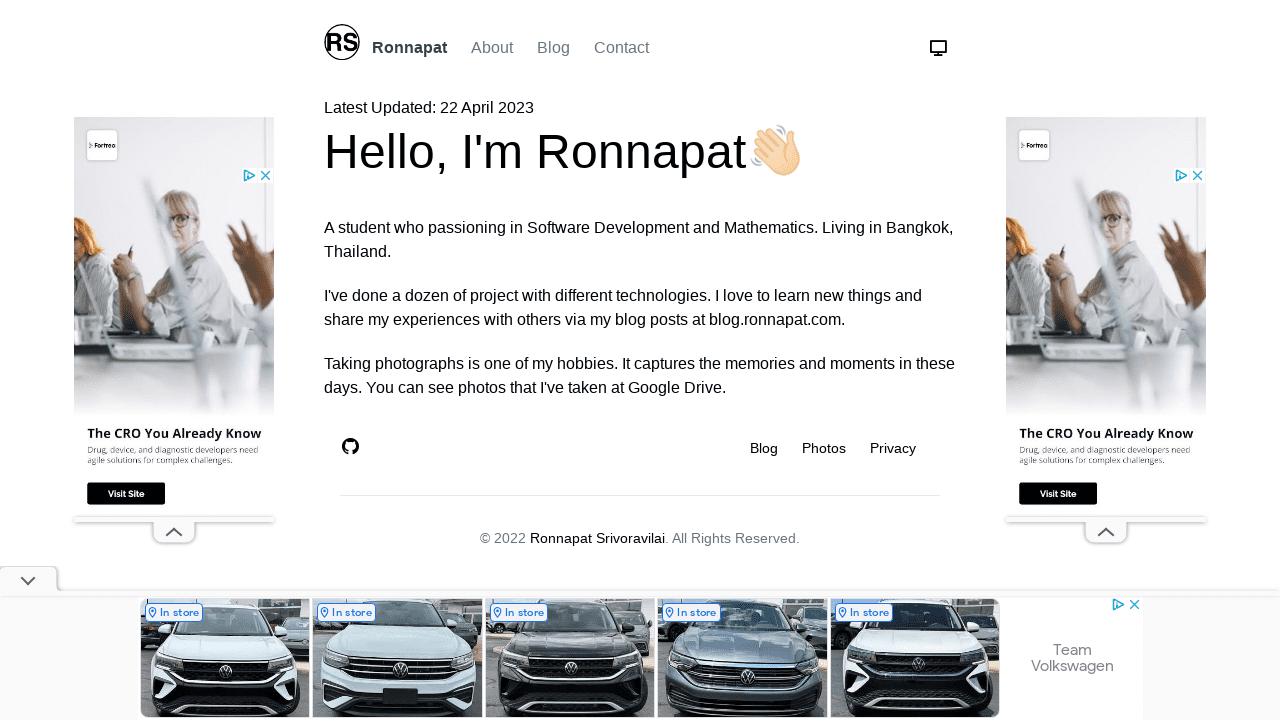 RS Ronnapat About Blog Contact
Latest Updated: 22 April 2023
Hello, I'm Ronnapat
A student who passioning in Software Development and Mathematics. Living in Bangkok,
Thailand.
I've done a dozen of project with different technologies. I love to learn new things and
share my experiences with others via my blog posts at blog.ronnapat.com.
Taking photographs is one of my hobbies. It captures the memories and moments in these
days. You can see photos that I've taken at Google Drive.
Blog Photos Privacy
© 2022 Ronnapat Srivoravilai. All Rights Reserved.
Fortrea
The CRO You Already Know
Drug, device, and diagnostic developers need
agile solutions for complex challenges.
Visit Site
Fortrea
The CRO You Already Know
Drug, device, and diagnostic developers need
agile solutions for complex challenges.
Visit Site
In store In store In store In store In store
Team
Volkswagen